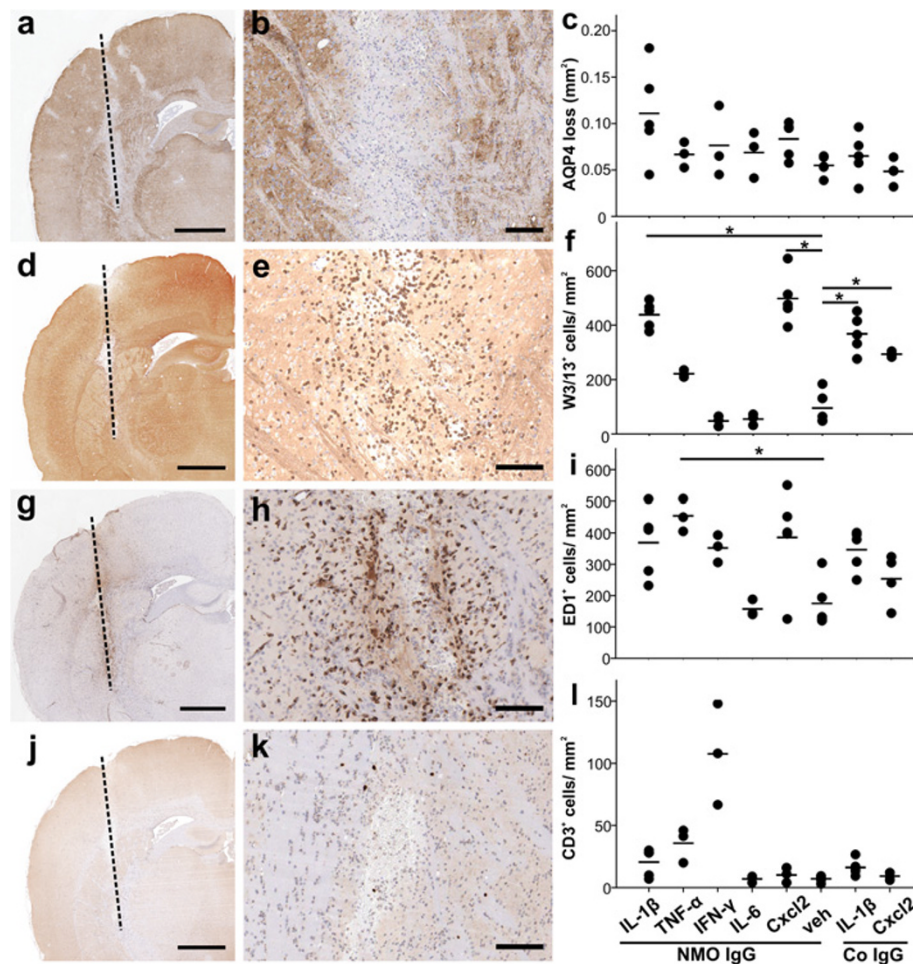 a
b
c
AQP4 loss (mm²)
0.20
0.15
0.10
0.05
0
d
e
f
W3/13⁺ cells/ mm²
600
400
200
0
*
*
*
*
g
h
i
ED1⁺ cells/ mm²
600
500
400
300
200
100
0
*
j
k
l
CD3⁺ cells/ mm²
150
100
50
0
IL-1β TNF-α IFN-γ IL-6 Cxcl2 veh IL-1β Cxcl2
NMO IgG Co IgG